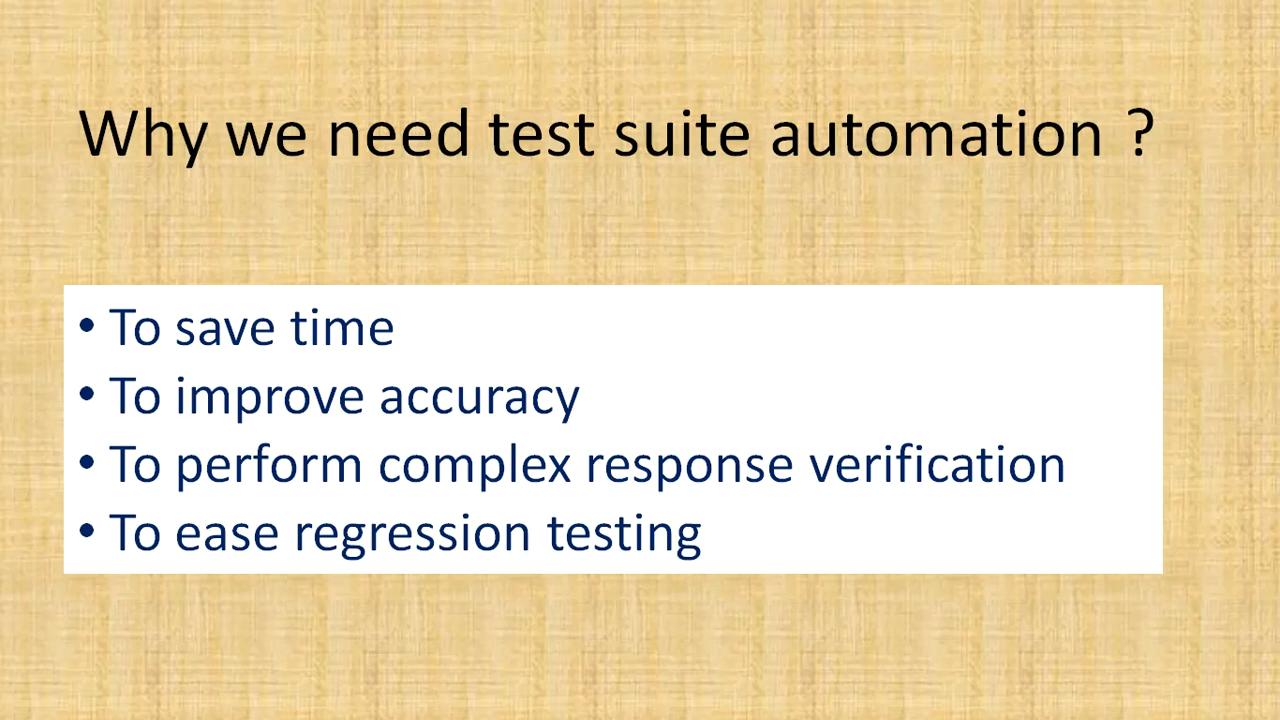 Why we need test suite automation ?
• To save time
• To improve accuracy
• To perform complex response verification
• To ease regression testing